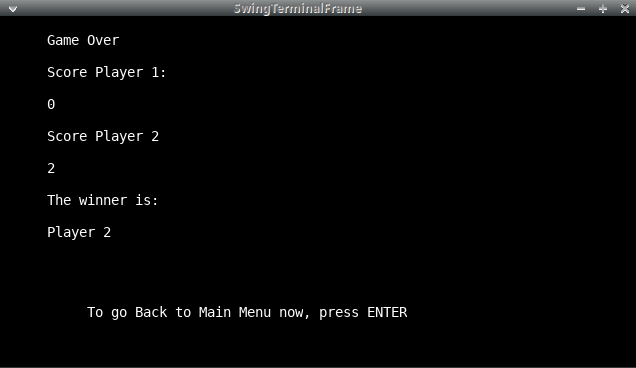 SwingTerminalFrame
Game Over
Score Player 1:
0
Score Player 2
2
The winner is:
Player 2
To go Back to Main Menu now, press ENTER